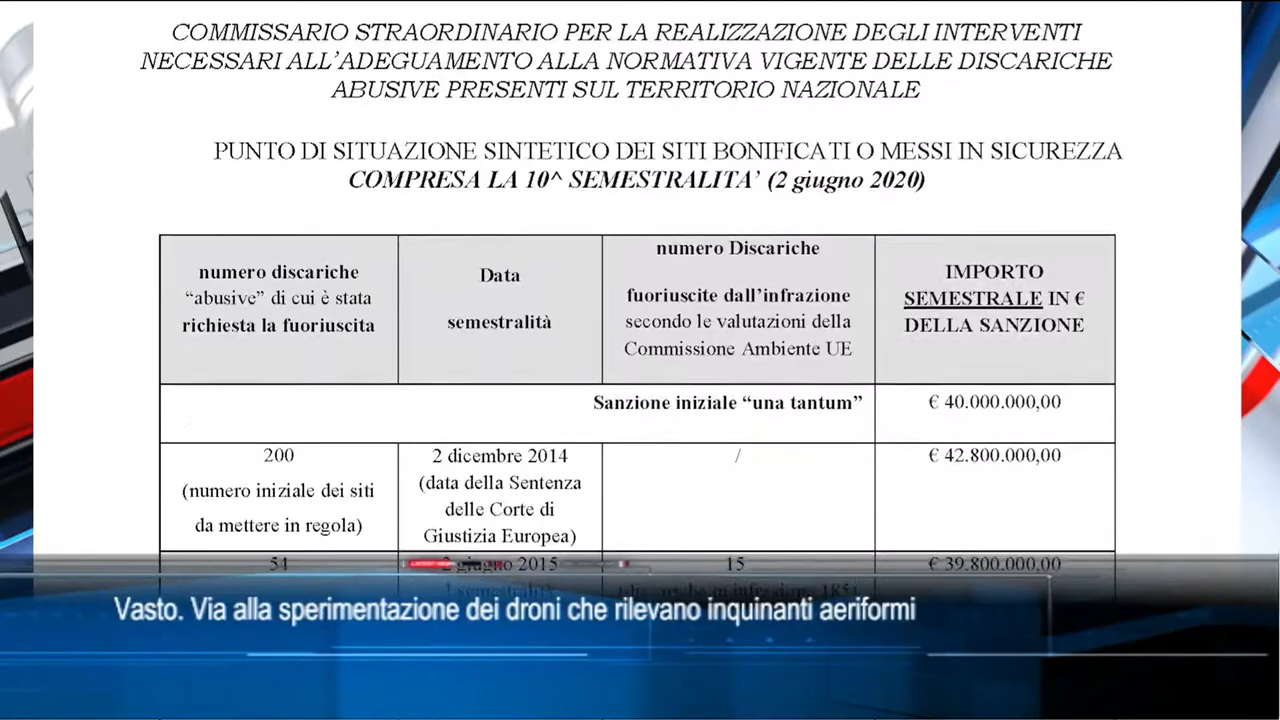 COMMISSARIO STRAORDINARIO PER LA REALIZZAZIONE DEGLI INTERVENTI
NECESSARI ALL'ADEGUAMENTO ALLA NORMATIVA VIGENTE DELLE DISCARICHE
ABUSIVE PRESENTI SUL TERRITORIO NAZIONALE
PUNTO DI SITUAZIONE SINTETICO DEI SITI BONIFICATI O MESSI IN SICUREZZA
COMPRESA LA 10^ SEMESTRALITA' (2 giugno 2020)
numero discariche
"abusive" di cui è stata
richiesta la fuoriuscita
Data
semestralità
numero Discariche
fuoriuscite dall'infrazione
secondo le valutazioni della
Commissione Ambiente UE
IMPORTO
SEMESTRALE IN €
DELLA SANZIONE
Sanzione iniziale "una tantum"
€ 40.000.000,00
200
(numero iniziale dei siti
da mettere in regola)
2 dicembre 2014
(data della Sentenza
delle Corte di
Giustizia Europea)
/
€ 42.800.000,00
54
2 giugno 2015
15
€ 39.800.000,00
Vasto. Via alla sperimentazione dei droni che rilevano inquinanti aeriformi